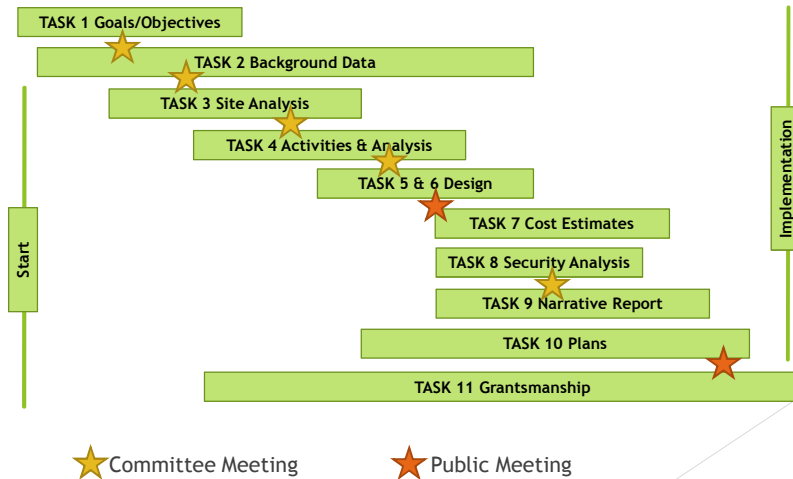 TASK 1 Goals/Objectives
TASK 2 Background Data
TASK 3 Site Analysis
TASK 4 Activities & Analysis
TASK 5 & 6 Design
TASK 7 Cost Estimates
TASK 8 Security Analysis
TASK 9 Narrative Report
TASK 10 Plans
TASK 11 Grantsmanship
Start
Implementation
Committee Meeting
Public Meeting